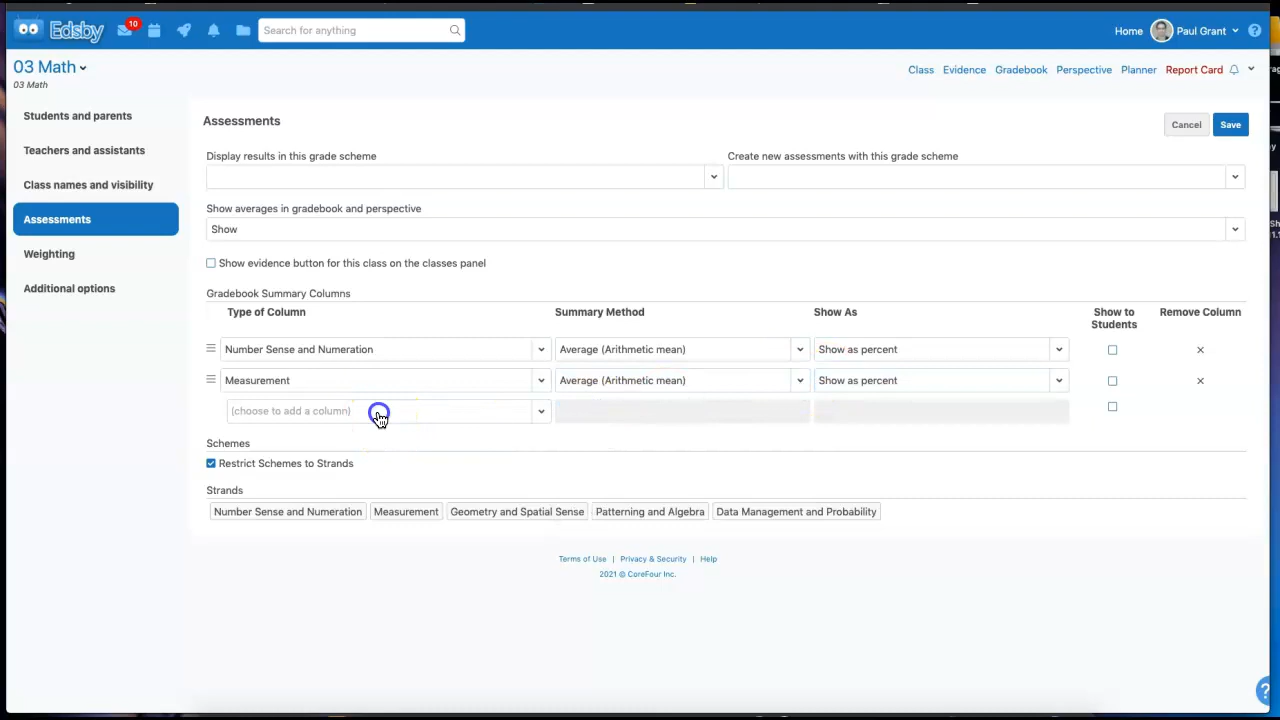 Edsby
10
Search for anything
Home
Paul Grant
03 Math
03 Math
Class
Evidence
Gradebook
Perspective
Planner
Report Card
Students and parents
Teachers and assistants
Class names and visibility
Assessments
Weighting
Additional options
Assessments
Cancel
Save
Display results in this grade scheme
Create new assessments with this grade scheme
Show averages in gradebook and perspective
Show
Show evidence button for this class on the classes panel
Gradebook Summary Columns
Type of Column
Summary Method
Show As
Show to
Students
Remove Column
Number Sense and Numeration
Average (Arithmetic mean)
Show as percent
Measurement
Average (Arithmetic mean)
Show as percent
(choose to add a column)
Schemes
Restrict Schemes to Strands
Strands
Number Sense and Numeration
Measurement
Geometry and Spatial Sense
Patterning and Algebra
Data Management and Probability
Terms of Use | Privacy & Security | Help
2021 © CoreFour Inc.